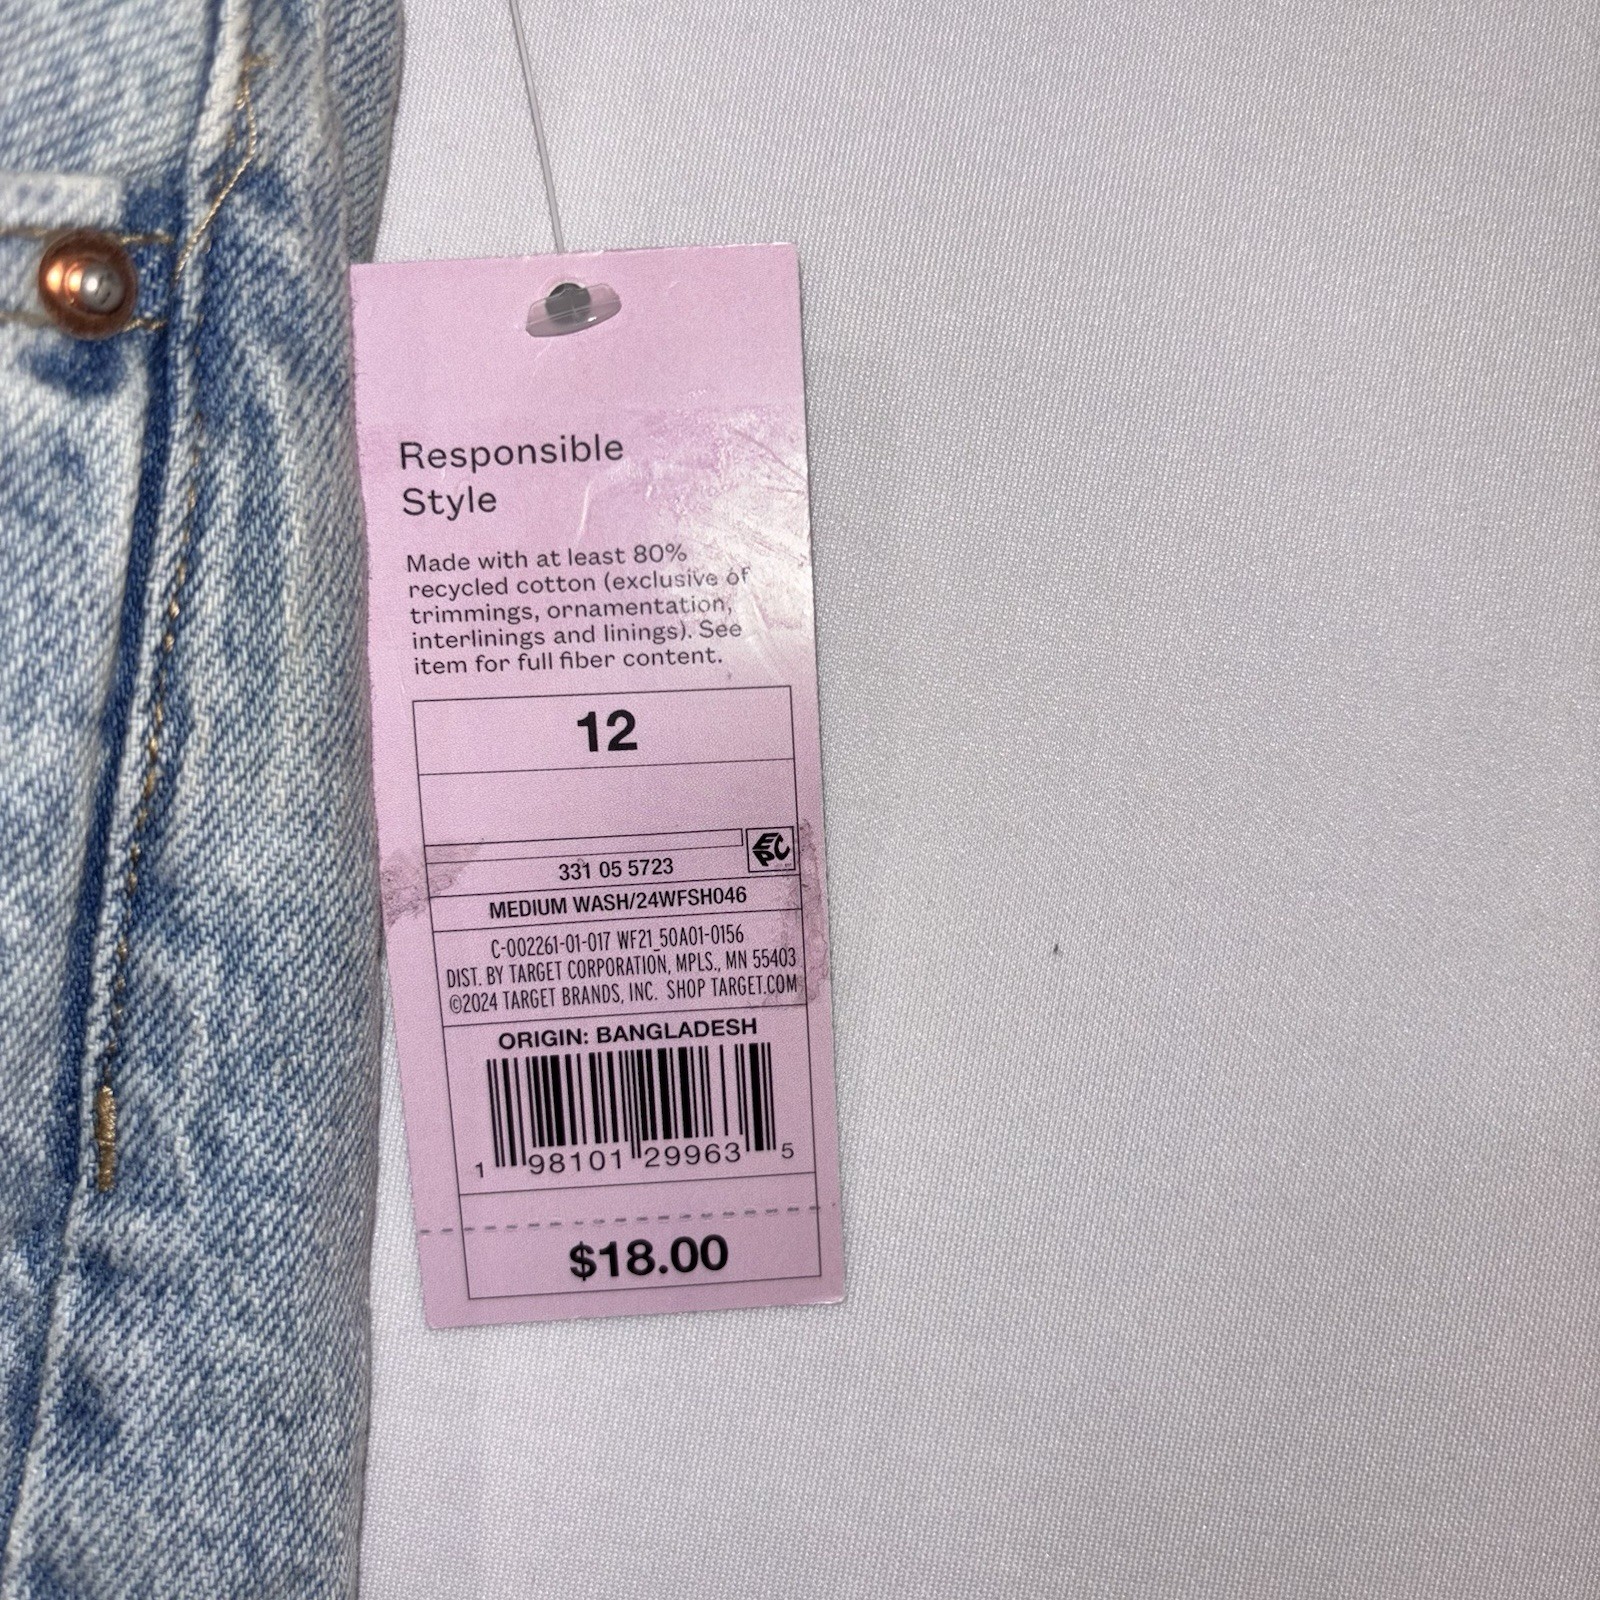 Responsible
Style
Made with at least 80%
recycled cotton (exclusive of
trimmings, ornamentation,
interlinings and linings). See
item for full fiber content.
12
EPC
331 05 5723
MEDIUM WASH/24WFSH046
C-002261-01-017 WF21_50A01-0156
DIST. BY TARGET CORPORATION, MPLS., MN 55403
©2024 TARGET BRANDS, INC. SHOP TARGET.COM
ORIGIN: BANGLADESH
1 98101 29963 5
$18.00